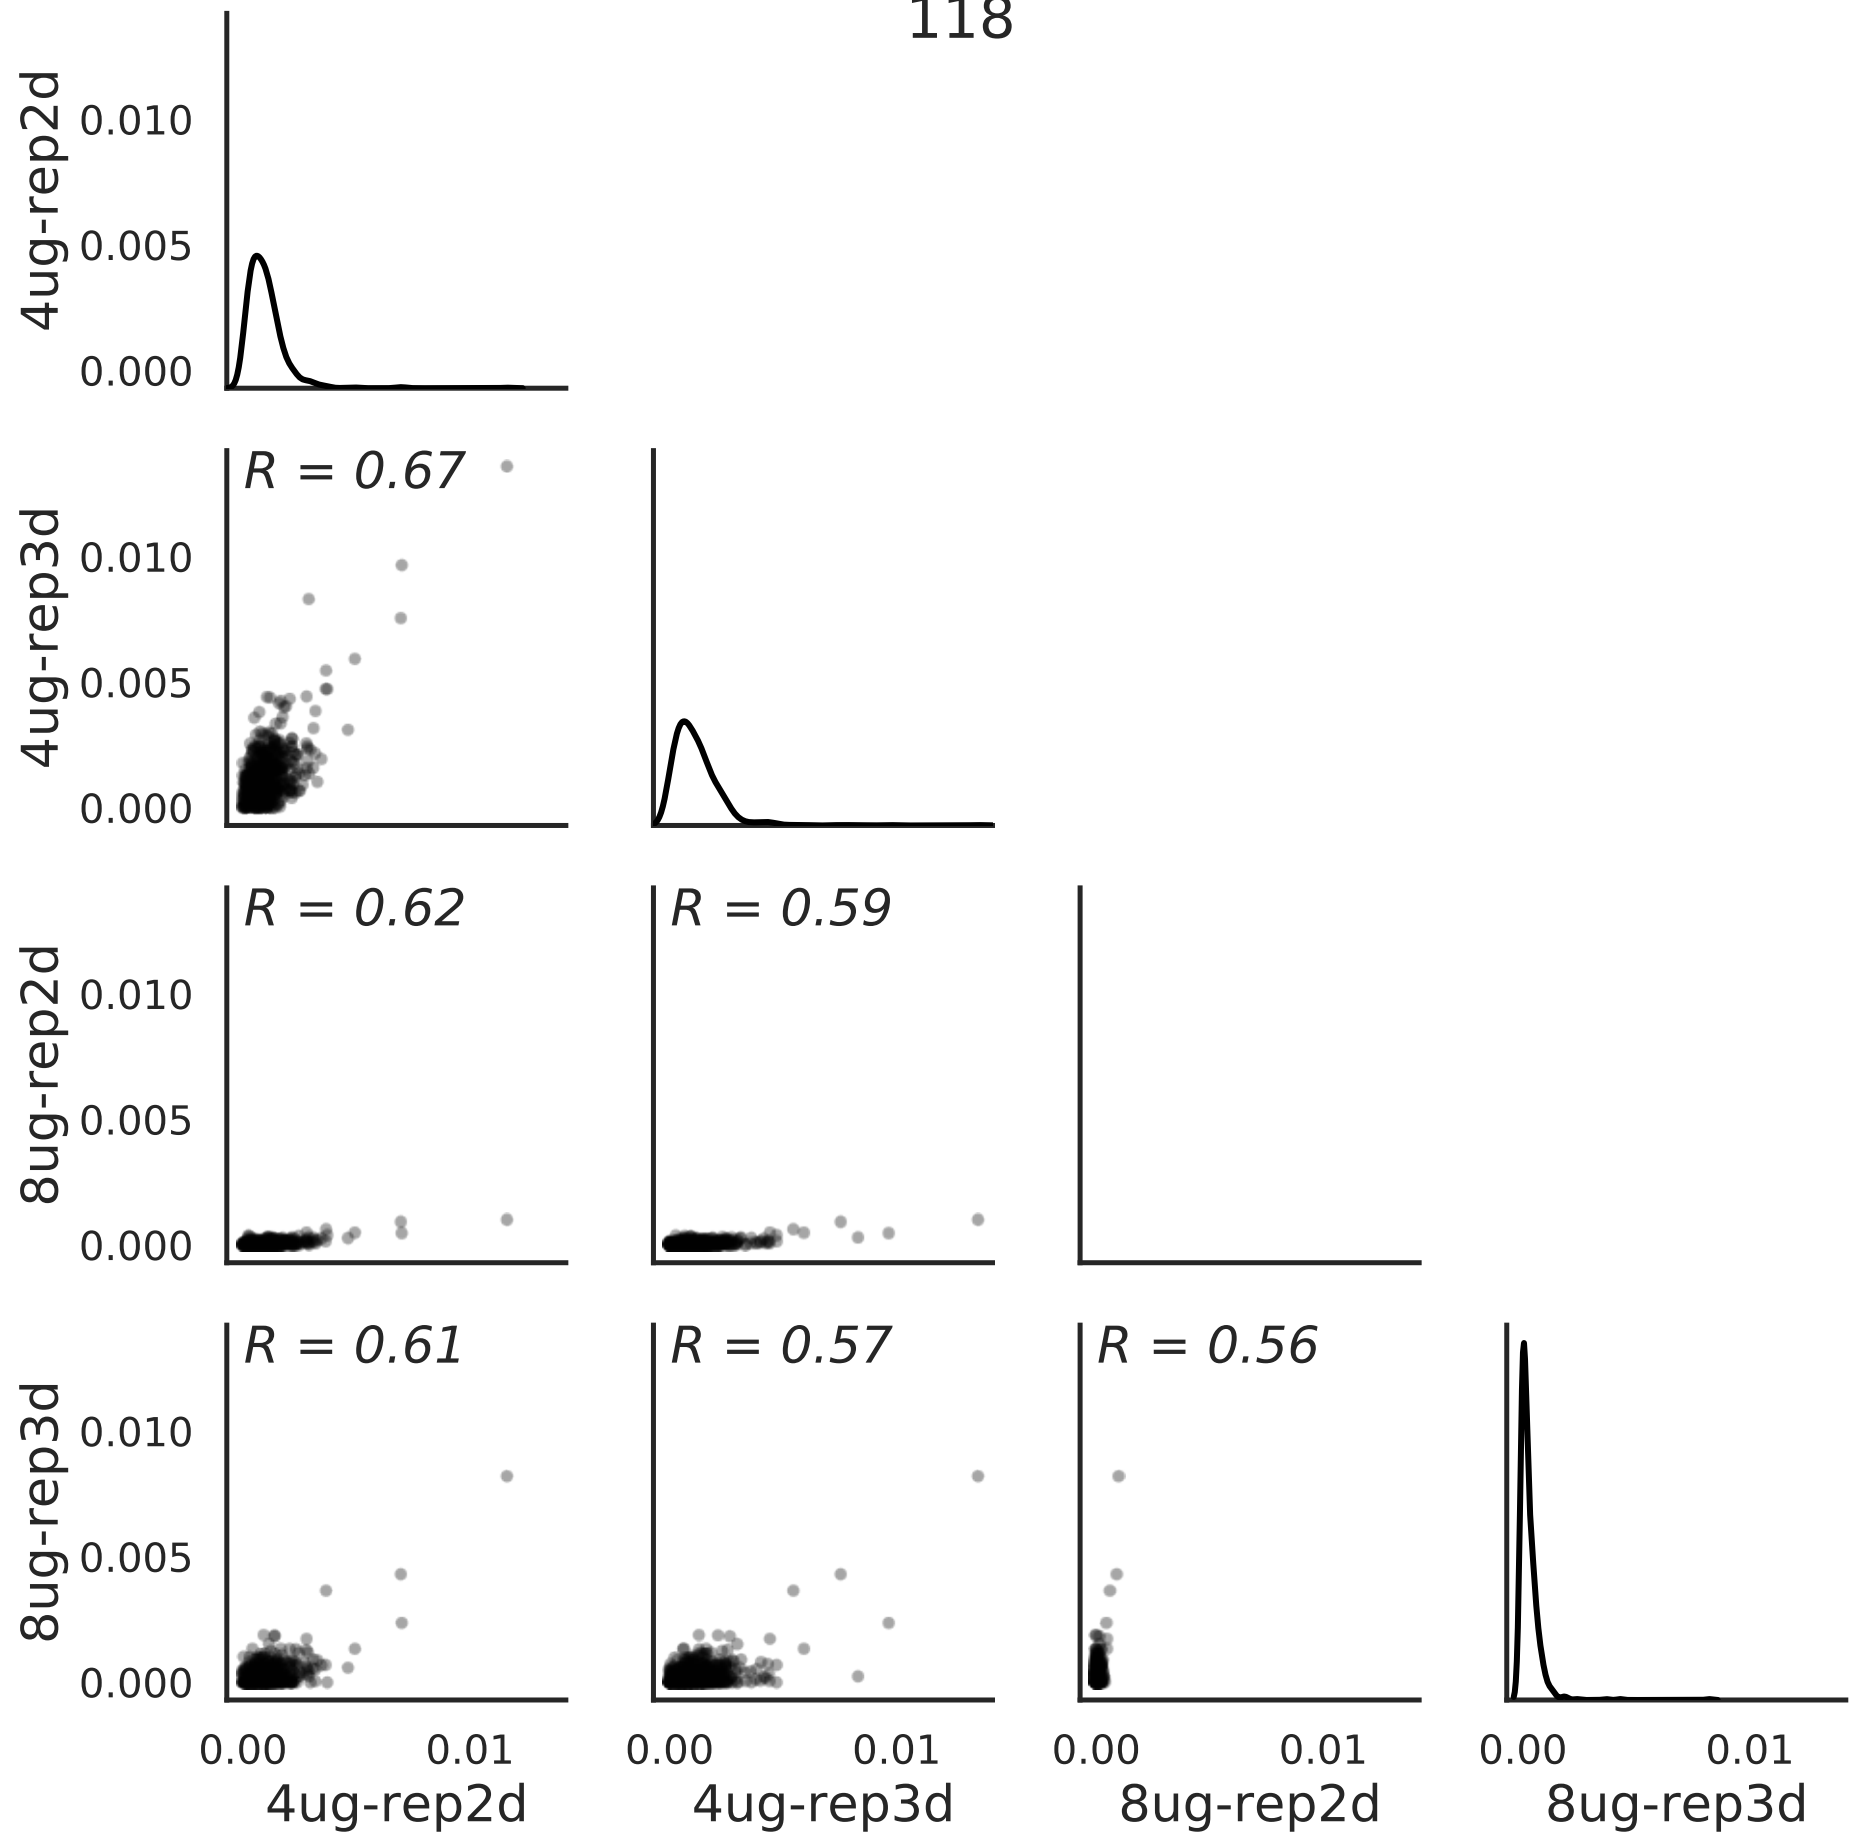 118
4ug-rep2d
0.010
0.005
0.000
4ug-rep3d
0.010
0.005
0.000
R = 0.67
8ug-rep2d
0.010
0.005
0.000
R = 0.62
R = 0.59
8ug-rep3d
0.010
0.005
0.000
R = 0.61
R = 0.57
R = 0.56
0.00 0.01 0.00 0.01 0.00 0.01 0.00 0.01
4ug-rep2d 4ug-rep3d 8ug-rep2d 8ug-rep3d